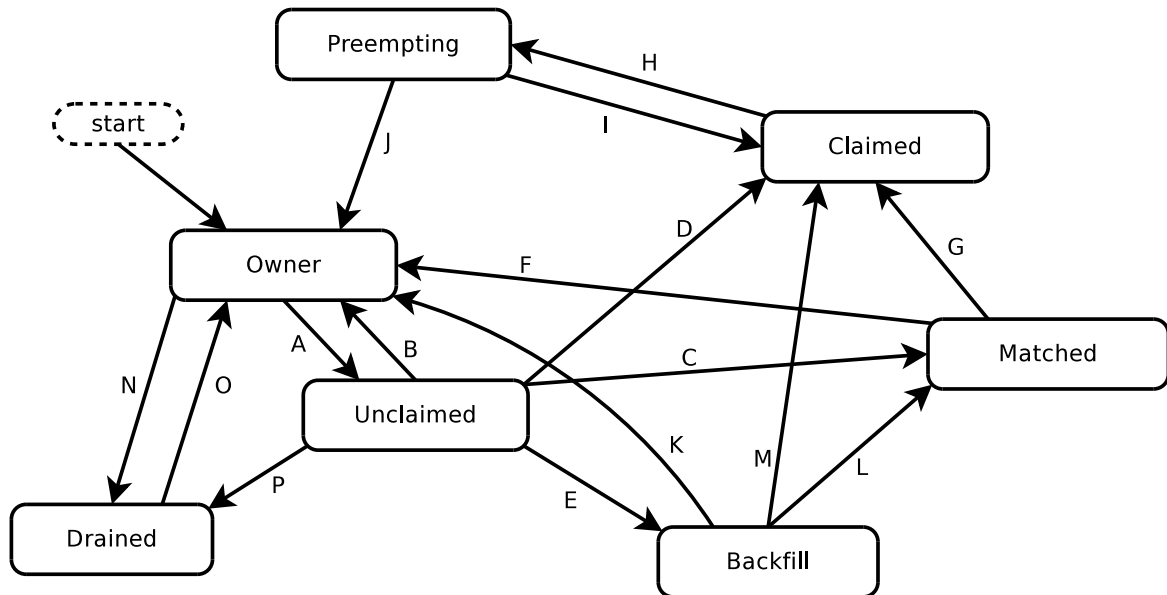 Preempting
H
start
I
J
Claimed
D
G
Owner
F
A
B
C
Matched
N
O
Unclaimed
K
M
L
P
E
Drained
Backfill